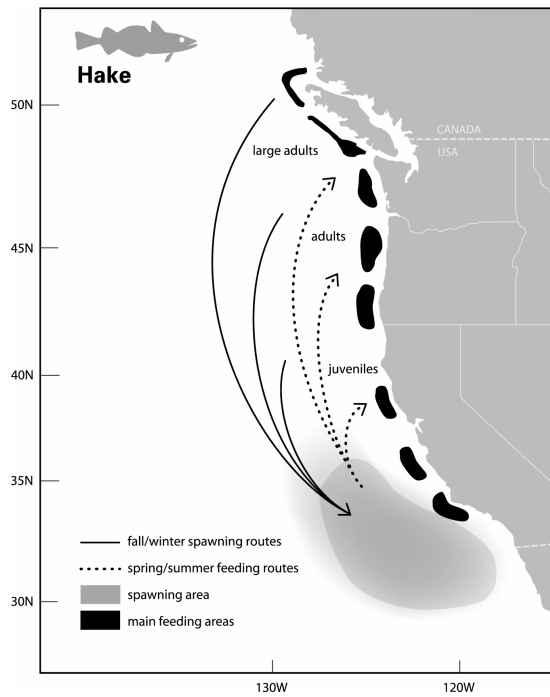 Hake
50N
CANADA
USA
large adults
adults
45N
juveniles
40N
35N
fall/winter spawning routes
spring/summer feeding routes
spawning area
30N
main feeding areas
130W
120W